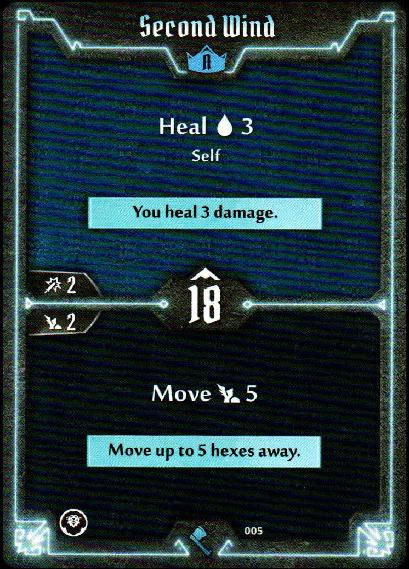 Second Wind
A
Heal 3
Self
You heal 3 damage.
2
18
2
Move 5
Move up to 5 hexes away.
005